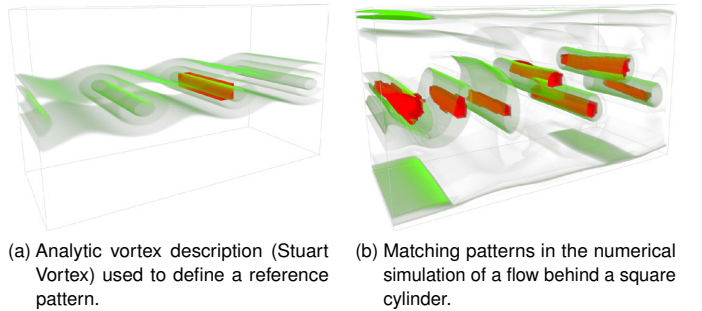 (a) Analytic vortex description (Stuart
Vortex) used to define a reference
pattern.
(b) Matching patterns in the numerical
simulation of a flow behind a square
cylinder.